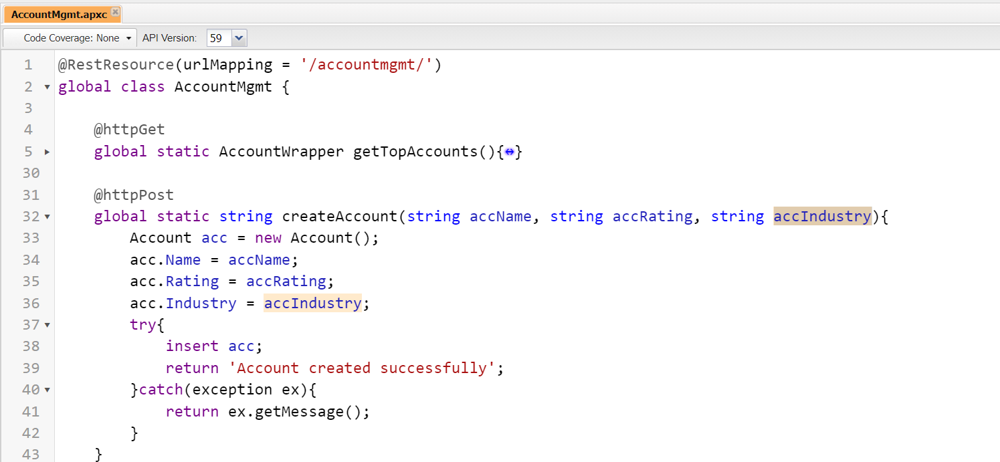 AccountMgmt.apxc
Code Coverage: None API Version: 59
1 @RestResource(urlMapping = '/accountmgmt/')
2 global class AccountMgmt {
3
4 @httpGet
5 global static AccountWrapper getTopAccounts(){↔}
30
31 @httpPost
32 global static string createAccount(string accName, string accRating, string accIndustry){
33 Account acc = new Account();
34 acc.Name = accName;
35 acc.Rating = accRating;
36 acc.Industry = accIndustry;
37 try{
38 insert acc;
39 return 'Account created successfully';
40 }catch(exception ex){
41 return ex.getMessage();
42 }
43 }